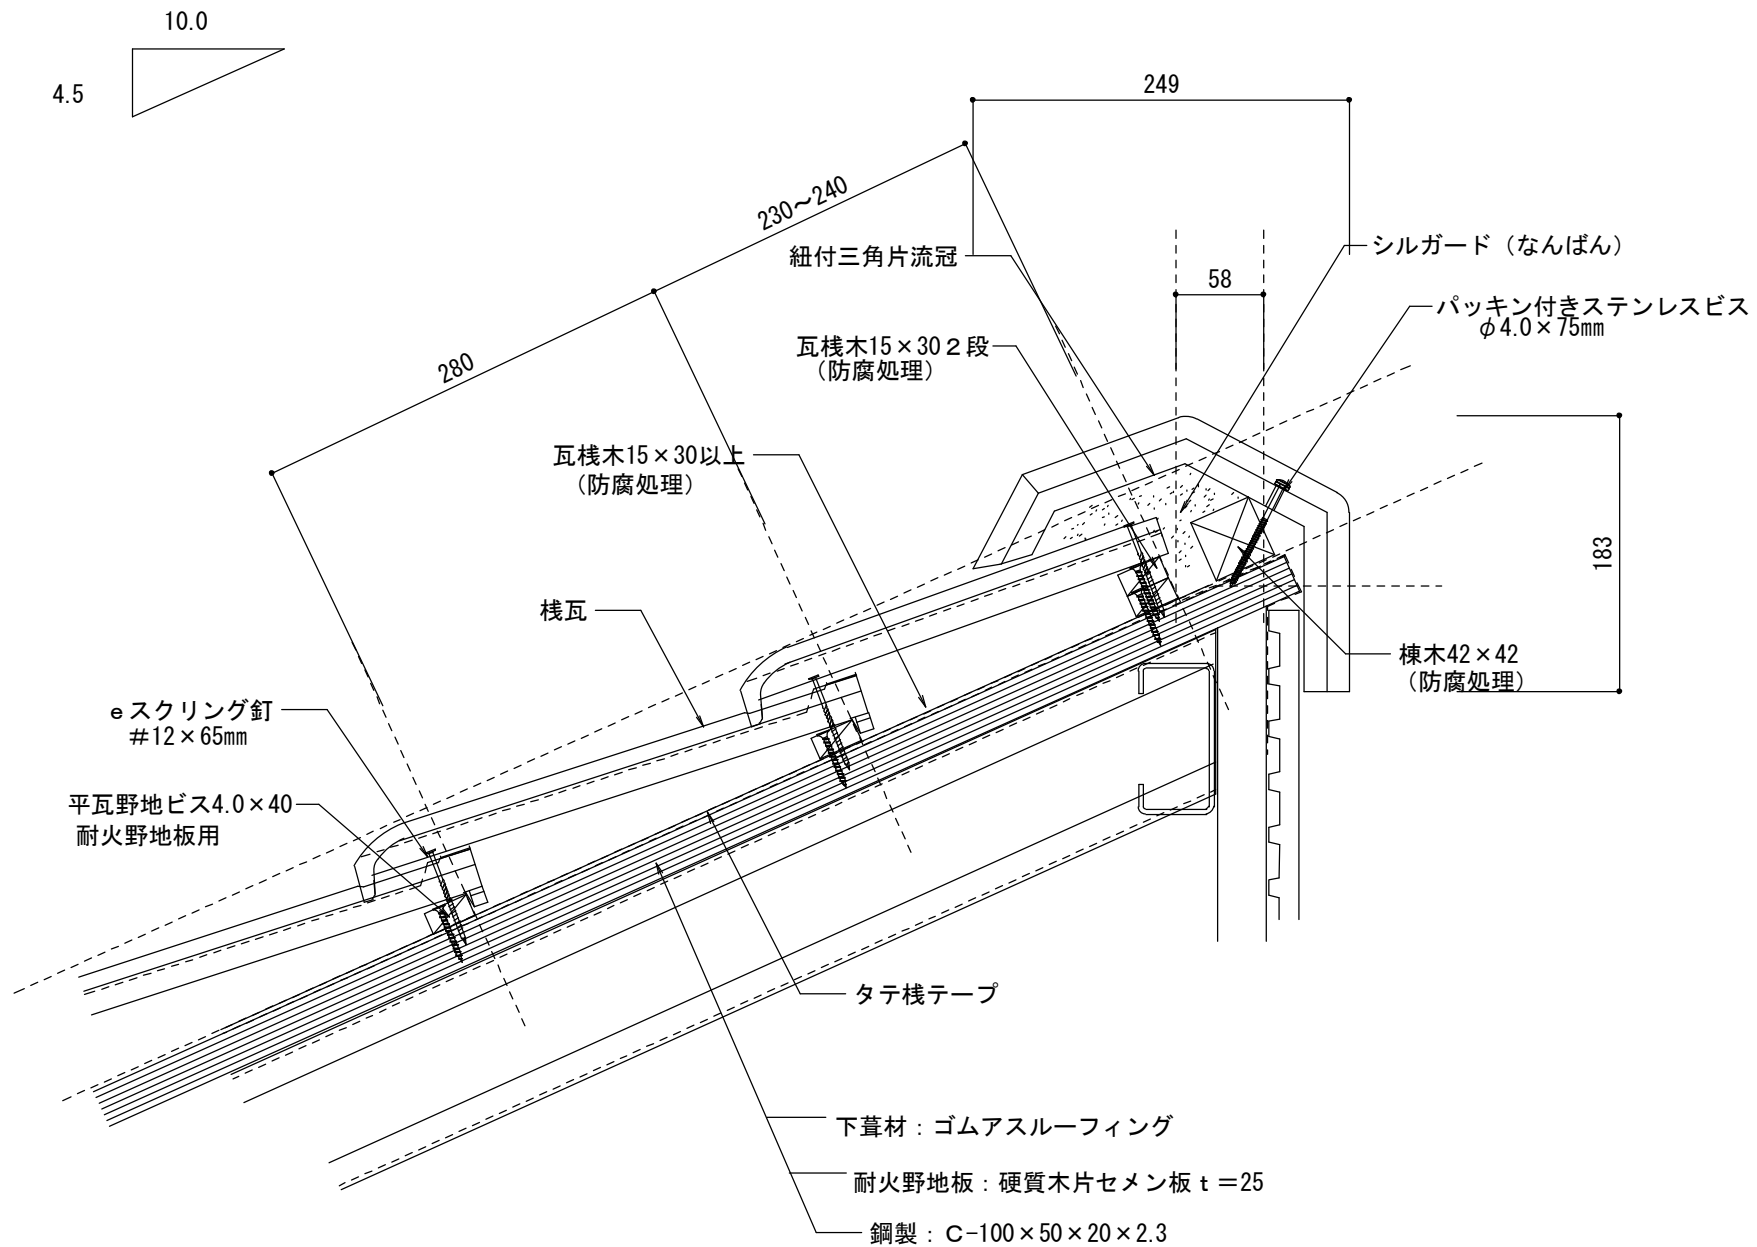 10.0
4.5
249
230～240
紐付三角片流冠
シルガード（なんばん）
58
パッキン付きステンレスビス
φ4.0×75mm
瓦桟木15×30２段
（防腐処理）
280
瓦桟木15×30以上
（防腐処理）
183
桟瓦
棟木42×42
（防腐処理）
ｅスクリング釘
＃12×65mm
平瓦野地ビス4.0×40
耐火野地板用
タテ桟テープ
下葺材：ゴムアスルーフィング
耐火野地板：硬質木片セメン板ｔ＝25
鋼製：Ｃ-100×50×20×2.3